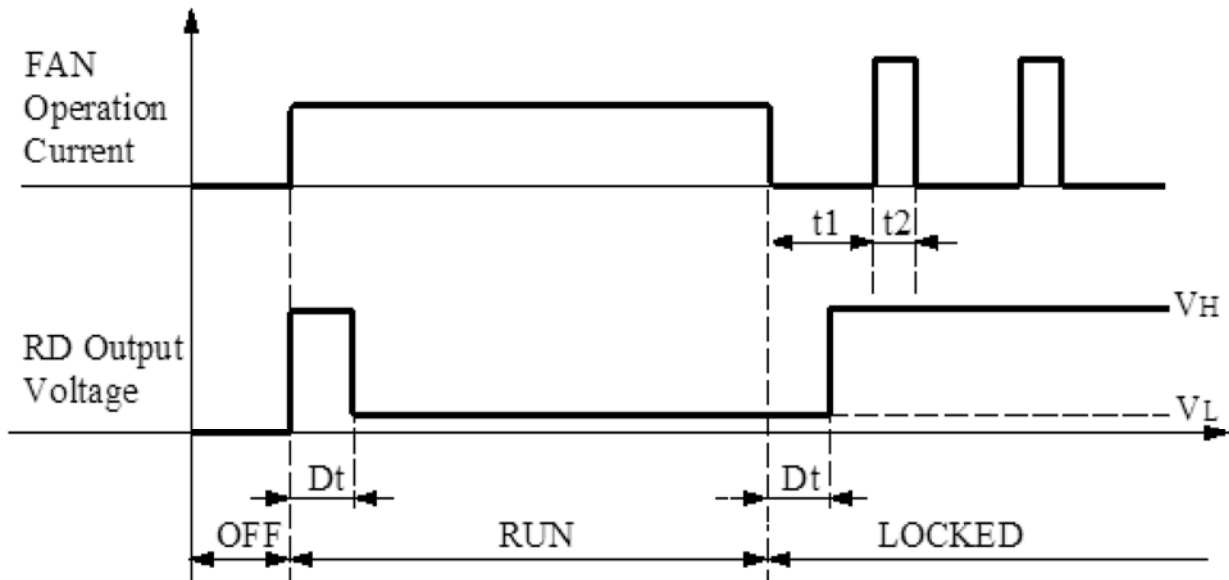 FAN
Operation
Current
t1
t2
VH
RD Output
Voltage
VL
Dt
Dt
OFF
RUN
LOCKED